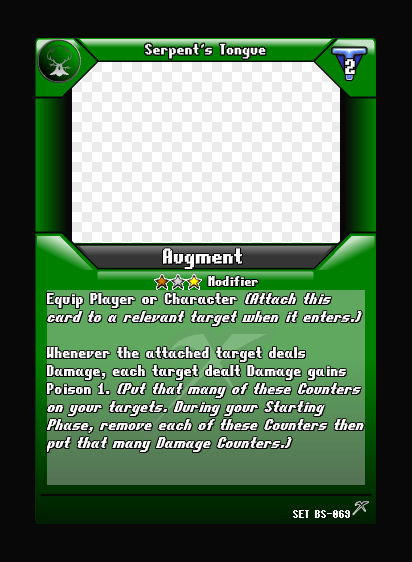 Serpent's Tongue
2
Augment
Modifier
Equip Player or Character (Attach this
card to a relevant target when it enters.)
Whenever the attached target deals
Damage, each target dealt Damage gains
Poison 1. (Put that many of these Counters
on your targets. During your Starting
Phase, remove each of these Counters then
put that many Damage Counters.)
SET BS-069